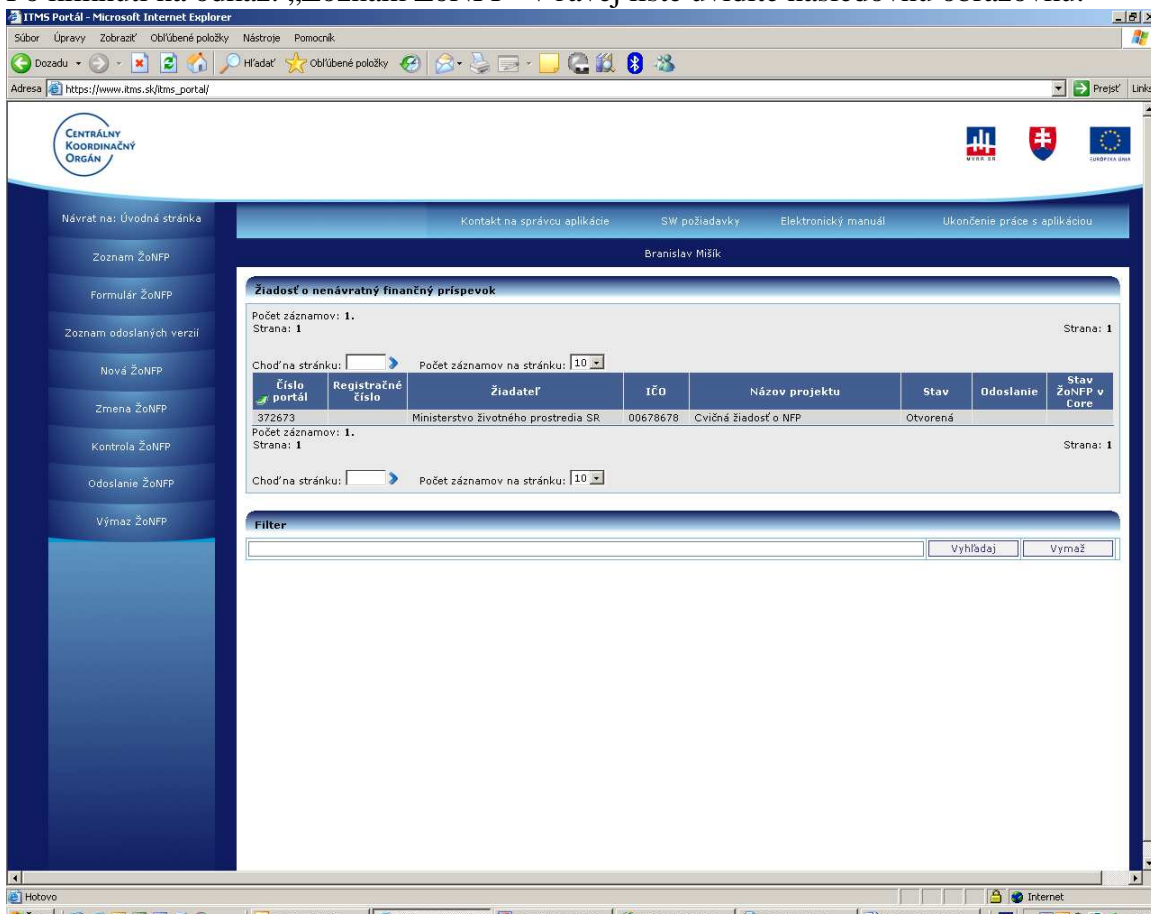 ITMS Portál - Microsoft Internet Explorer
Súbor Úpravy Zobraziť Obľúbené položky Nástroje Pomocník
Dozadu Hľadať Obľúbené položky
Adresa https://www.itms.sk/itms_portal/ Prejsť Links
CENTRÁLNY
KOORDINAČNÝ
ORGÁN
MVRR SR EURÓPSKA ÚNIA
Návrat na: Úvodná stránka
Kontakt na správcu aplikácie SW požiadavky Elektronický manuál Ukončenie práce s aplikáciou
Branislav Mišík
Zoznam ŽoNFP
Formulár ŽoNFP
Zoznam odoslaných verzií
Nová ŽoNFP
Zmena ŽoNFP
Kontrola ŽoNFP
Odoslanie ŽoNFP
Výmaz ŽoNFP
Žiadosť o nenávratný finančný príspevok
Počet záznamov: 1.
Strana: 1 Strana: 1
Choď na stránku: Počet záznamov na stránku: 10
Číslo portál Registračné číslo Žiadateľ IČO Názov projektu Stav Odoslanie Stav ŽoNFP v Core
372673 Ministerstvo životného prostredia SR 00678678 Cvičná žiadosť o NFP Otvorená
Počet záznamov: 1.
Strana: 1 Strana: 1
Choď na stránku: Počet záznamov na stránku: 10
Filter
Vyhľadaj Vymaž
Hotovo Internet